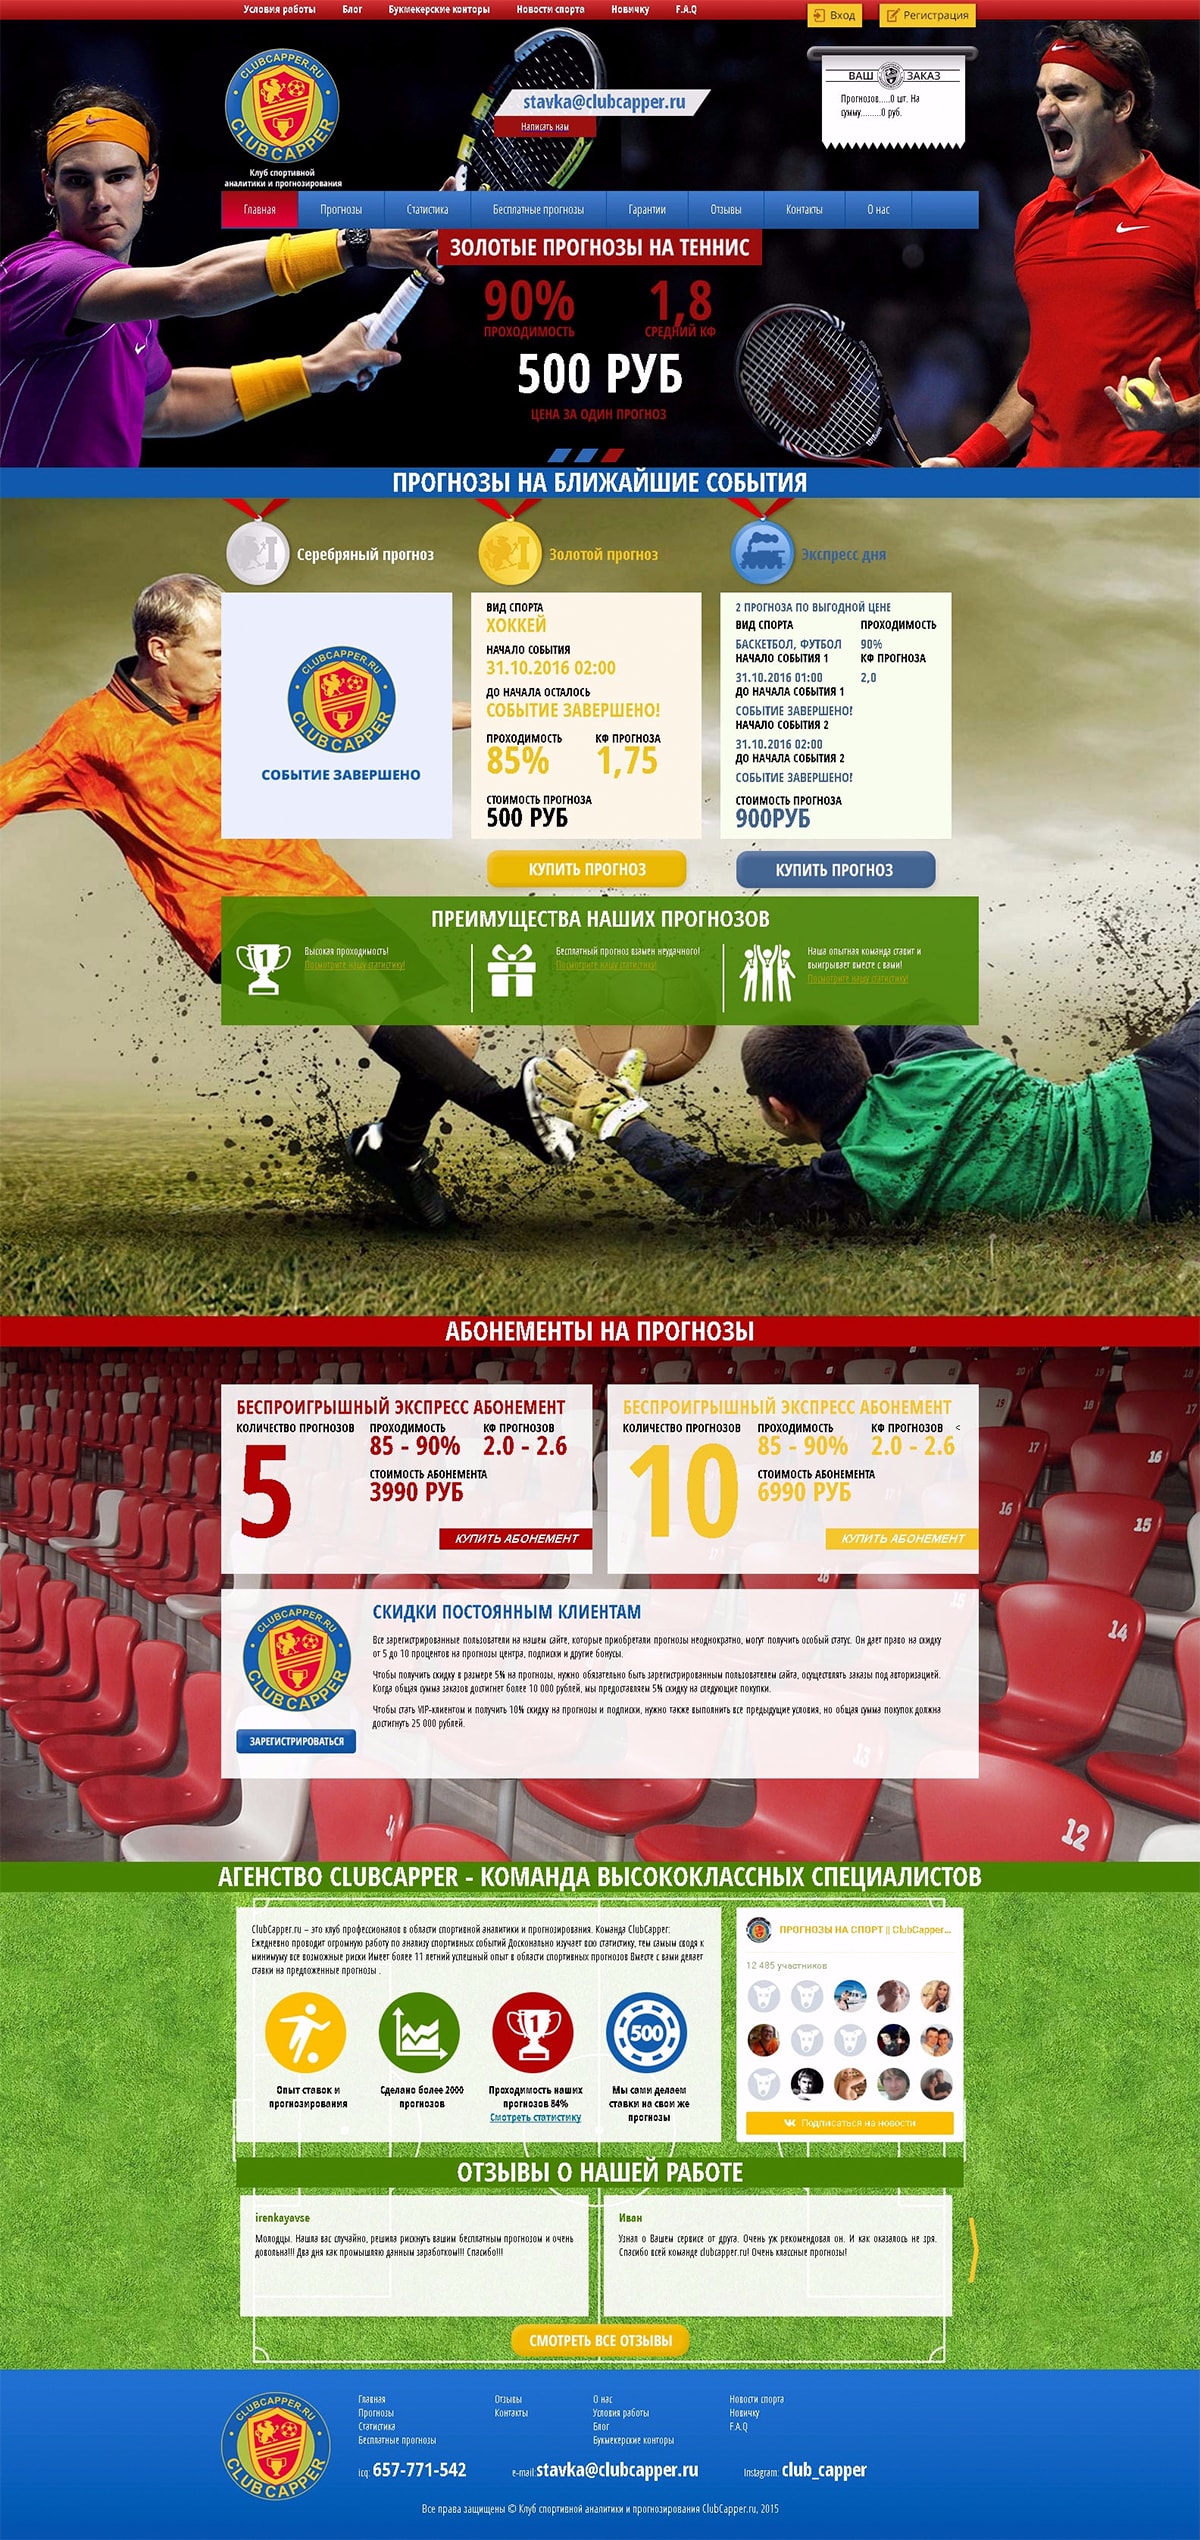 Условия работы Блог Букмекерские конторы Новости спорта Новичку F.A.Q
Вход Регистрация
CLUBCAPPER.RU
CLUB CAPPER
Клуб спортивной
аналитики и прогнозирования
stavka@clubcapper.ru
Написать нам
ВАШ ЗАКАЗ
Прогнозов.....0 шт. На
сумму.........0 руб.
Главная Прогнозы Статистика Бесплатные прогнозы Гарантии Отзывы Контакты О нас
ЗОЛОТЫЕ ПРОГНОЗЫ НА ТЕННИС
90% 1,8
ПРОХОДИМОСТЬ СРЕДНИЙ КФ
500 РУБ
ЦЕНА ЗА ОДИН ПРОГНОЗ
ПРОГНОЗЫ НА БЛИЖАЙШИЕ СОБЫТИЯ
Серебряный прогноз
CLUBCAPPER.RU
CLUB CAPPER
СОБЫТИЕ ЗАВЕРШЕНО
Золотой прогноз
ВИД СПОРТА
ХОККЕЙ
НАЧАЛО СОБЫТИЯ
31.10.2016 02:00
ДО НАЧАЛА ОСТАЛОСЬ
СОБЫТИЕ ЗАВЕРШЕНО!
ПРОХОДИМОСТЬ КФ ПРОГНОЗА
85% 1,75
СТОИМОСТЬ ПРОГНОЗА
500 РУБ
КУПИТЬ ПРОГНОЗ
Экспресс дня
2 ПРОГНОЗА ПО ВЫГОДНОЙ ЦЕНЕ
ВИД СПОРТА ПРОХОДИМОСТЬ
БАСКЕТБОЛ, ФУТБОЛ 90%
НАЧАЛО СОБЫТИЯ 1 КФ ПРОГНОЗА
31.10.2016 01:00 2,0
ДО НАЧАЛА СОБЫТИЯ 1
СОБЫТИЕ ЗАВЕРШЕНО!
НАЧАЛО СОБЫТИЯ 2
31.10.2016 02:00
ДО НАЧАЛА СОБЫТИЯ 2
СОБЫТИЕ ЗАВЕРШЕНО!
СТОИМОСТЬ ПРОГНОЗА
900РУБ
КУПИТЬ ПРОГНОЗ
ПРЕИМУЩЕСТВА НАШИХ ПРОГНОЗОВ
1
Высокая проходимость!
Посмотрите нашу статистику!
Бесплатный прогноз взамен неудачного!
Посмотрите нашу статистику!
Наша опытная команда ставит и
выигрывает вместе с вами!
Посмотрите нашу статистику!
АБОНЕМЕНТЫ НА ПРОГНОЗЫ
БЕСПРОИГРЫШНЫЙ ЭКСПРЕСС АБОНЕМЕНТ
КОЛИЧЕСТВО ПРОГНОЗОВ ПРОХОДИМОСТЬ КФ ПРОГНОЗОВ
5 85 - 90% 2.0 - 2.6
СТОИМОСТЬ АБОНЕМЕНТА
3990 РУБ
КУПИТЬ АБОНЕМЕНТ
БЕСПРОИГРЫШНЫЙ ЭКСПРЕСС АБОНЕМЕНТ
КОЛИЧЕСТВО ПРОГНОЗОВ ПРОХОДИМОСТЬ КФ ПРОГНОЗОВ <
10 85 - 90% 2.0 - 2.6
СТОИМОСТЬ АБОНЕМЕНТА
6990 РУБ
КУПИТЬ АБОНЕМЕНТ
17
16
16
15
14
13
12
CLUBCAPPER.RU
CLUB CAPPER
ЗАРЕГИСТРИРОВАТЬСЯ
СКИДКИ ПОСТОЯННЫМ КЛИЕНТАМ
Все зарегистрированные пользователи на нашем сайте, которые приобретали прогнозы неоднократно, могут получить особый статус. Он дает право на скидку
от 5 до 10 процентов на прогнозы центра, подписки и другие бонусы.
Чтобы получить скидку в размере 5% на прогнозы, нужно обязательно быть зарегистрированным пользователем сайта, осуществлять заказы под авторизацией.
Когда общая сумма заказов достигнет более 10 000 рублей, мы предоставляем 5% скидку на следующие покупки.
Чтобы стать VIP-клиентом и получить 10% скидку на прогнозы и подписки, нужно также выполнить все предыдущие условия, но общая сумма покупок должна
достигнуть 25 000 рублей.
АГЕНСТВО CLUBCAPPER - КОМАНДА ВЫСОКОКЛАССНЫХ СПЕЦИАЛИСТОВ
ClubCapper.ru – это клуб профессионалов в области спортивной аналитики и прогнозирования. Команда ClubCapper:
Ежедневно проводит огромную работу по анализу спортивных событий Досконально изучает всю статистику, тем самым сводя к
минимуму все возможные риски Имеет более 11 летний успешный опыт в области спортивных прогнозов Вместе с вами делает
ставки на предложенные прогнозы .
1
500
Опыт ставок и
прогнозирования
Сделано более 2000
прогнозов
Проходимость наших
прогнозов 84%
Смотреть статистику
Мы сами делаем
ставки на свои же
прогнозы
ПРОГНОЗЫ НА СПОРТ || ClubCapper...
12 485 участников
Подписаться на новости
ОТЗЫВЫ О НАШЕЙ РАБОТЕ
irenkayavse
Молодцы. Нашла вас случайно, решила рискнуть вашим бесплатным прогнозом и очень
довольна!!! Два дня как промышляю данным заработком!!! Спасибо!!!
Иван
Узнал о Вашем сервисе от друга. Очень уж рекомендовал он. И как оказалось не зря.
Спасибо всей команде clubcapper.ru! Очень классные прогнозы!
СМОТРЕТЬ ВСЕ ОТЗЫВЫ
CLUBCAPPER.RU
CLUB CAPPER
Главная Отзывы О нас Новости спорта
Прогнозы Контакты Условия работы Новичку
Статистика Блог F.A.Q
Бесплатные прогнозы Букмекерские конторы
icq: 657-771-542 e-mail:stavka@clubcapper.ru Instagram: club_capper
Все права защищены © Клуб спортивной аналитики и прогнозирования ClubCapper.ru, 2015